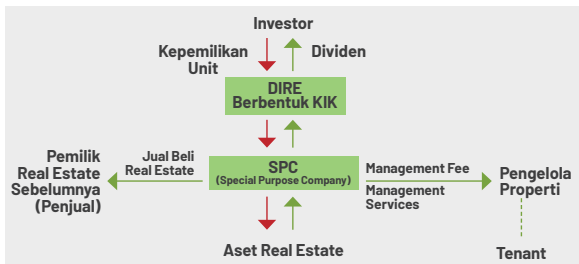 Investor
Kepemilikan
Unit
Dividen
DIRE
Berbentuk KIK
Pemilik
Real Estate
Sebelumnya
(Penjual)
Jual Beli
Real Estate
SPC
(Special Purpose Company)
Management Fee
Management
Services
Pengelola
Properti
Aset Real Estate
Tenant